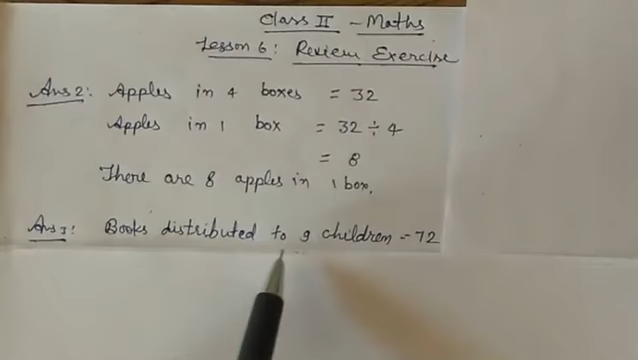 Class II - Maths
Lesson 6: Review Exercise
Ans 2: Apples in 4 boxes = 32
Apples in 1 box = 32 ÷ 4
= 8
There are 8 apples in 1 box.
Ans 3: Books distributed to 9 children = 72